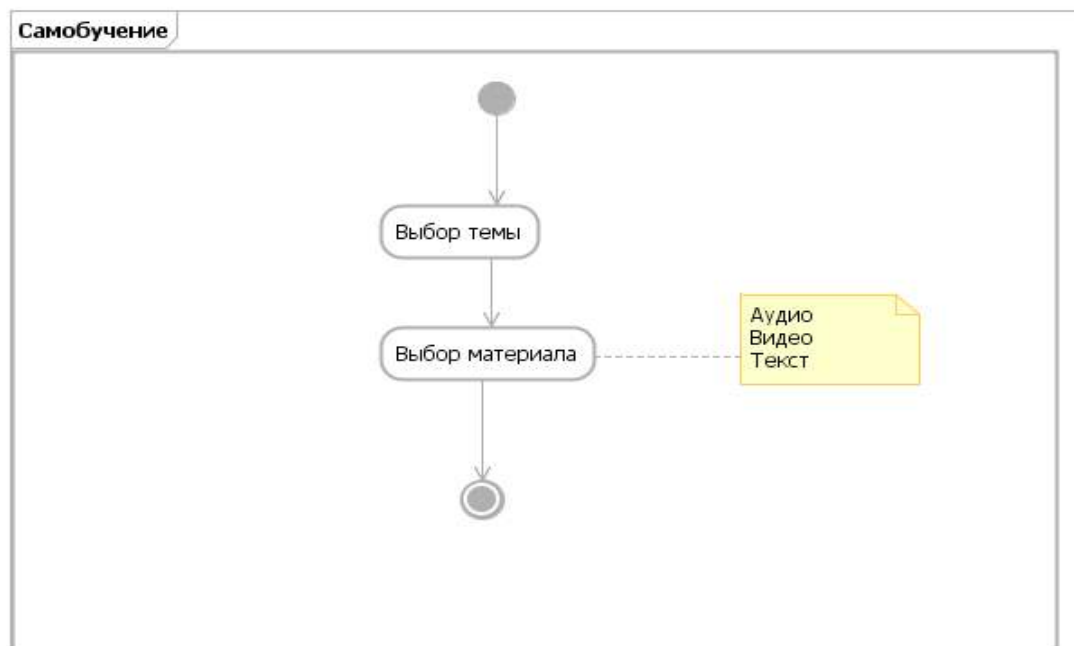 Самобучение
Выбор темы
Выбор материала
Аудио
Видео
Текст